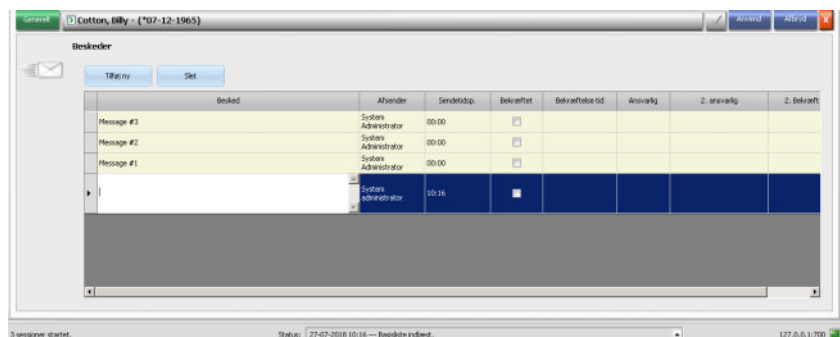 Generelt
Cotton, Billy - (*07-12-1965)
Anvend
Afbryd
X
Beskeder
Tilføj ny
Slet
Besked Afsender Sendetidsp. Bekræftet Bekræftelse tid Ansvarlig 2. ansvarlig 2. Bekræft
Message #3 System Administrator 00:00
Message #2 System Administrator 00:00
Message #1 System Administrator 00:00
System administrator 10:16
3 sessioner startet. Status: 27-07-2018 10:16 --- Basisliste indlæst. 127.0.0.1:700